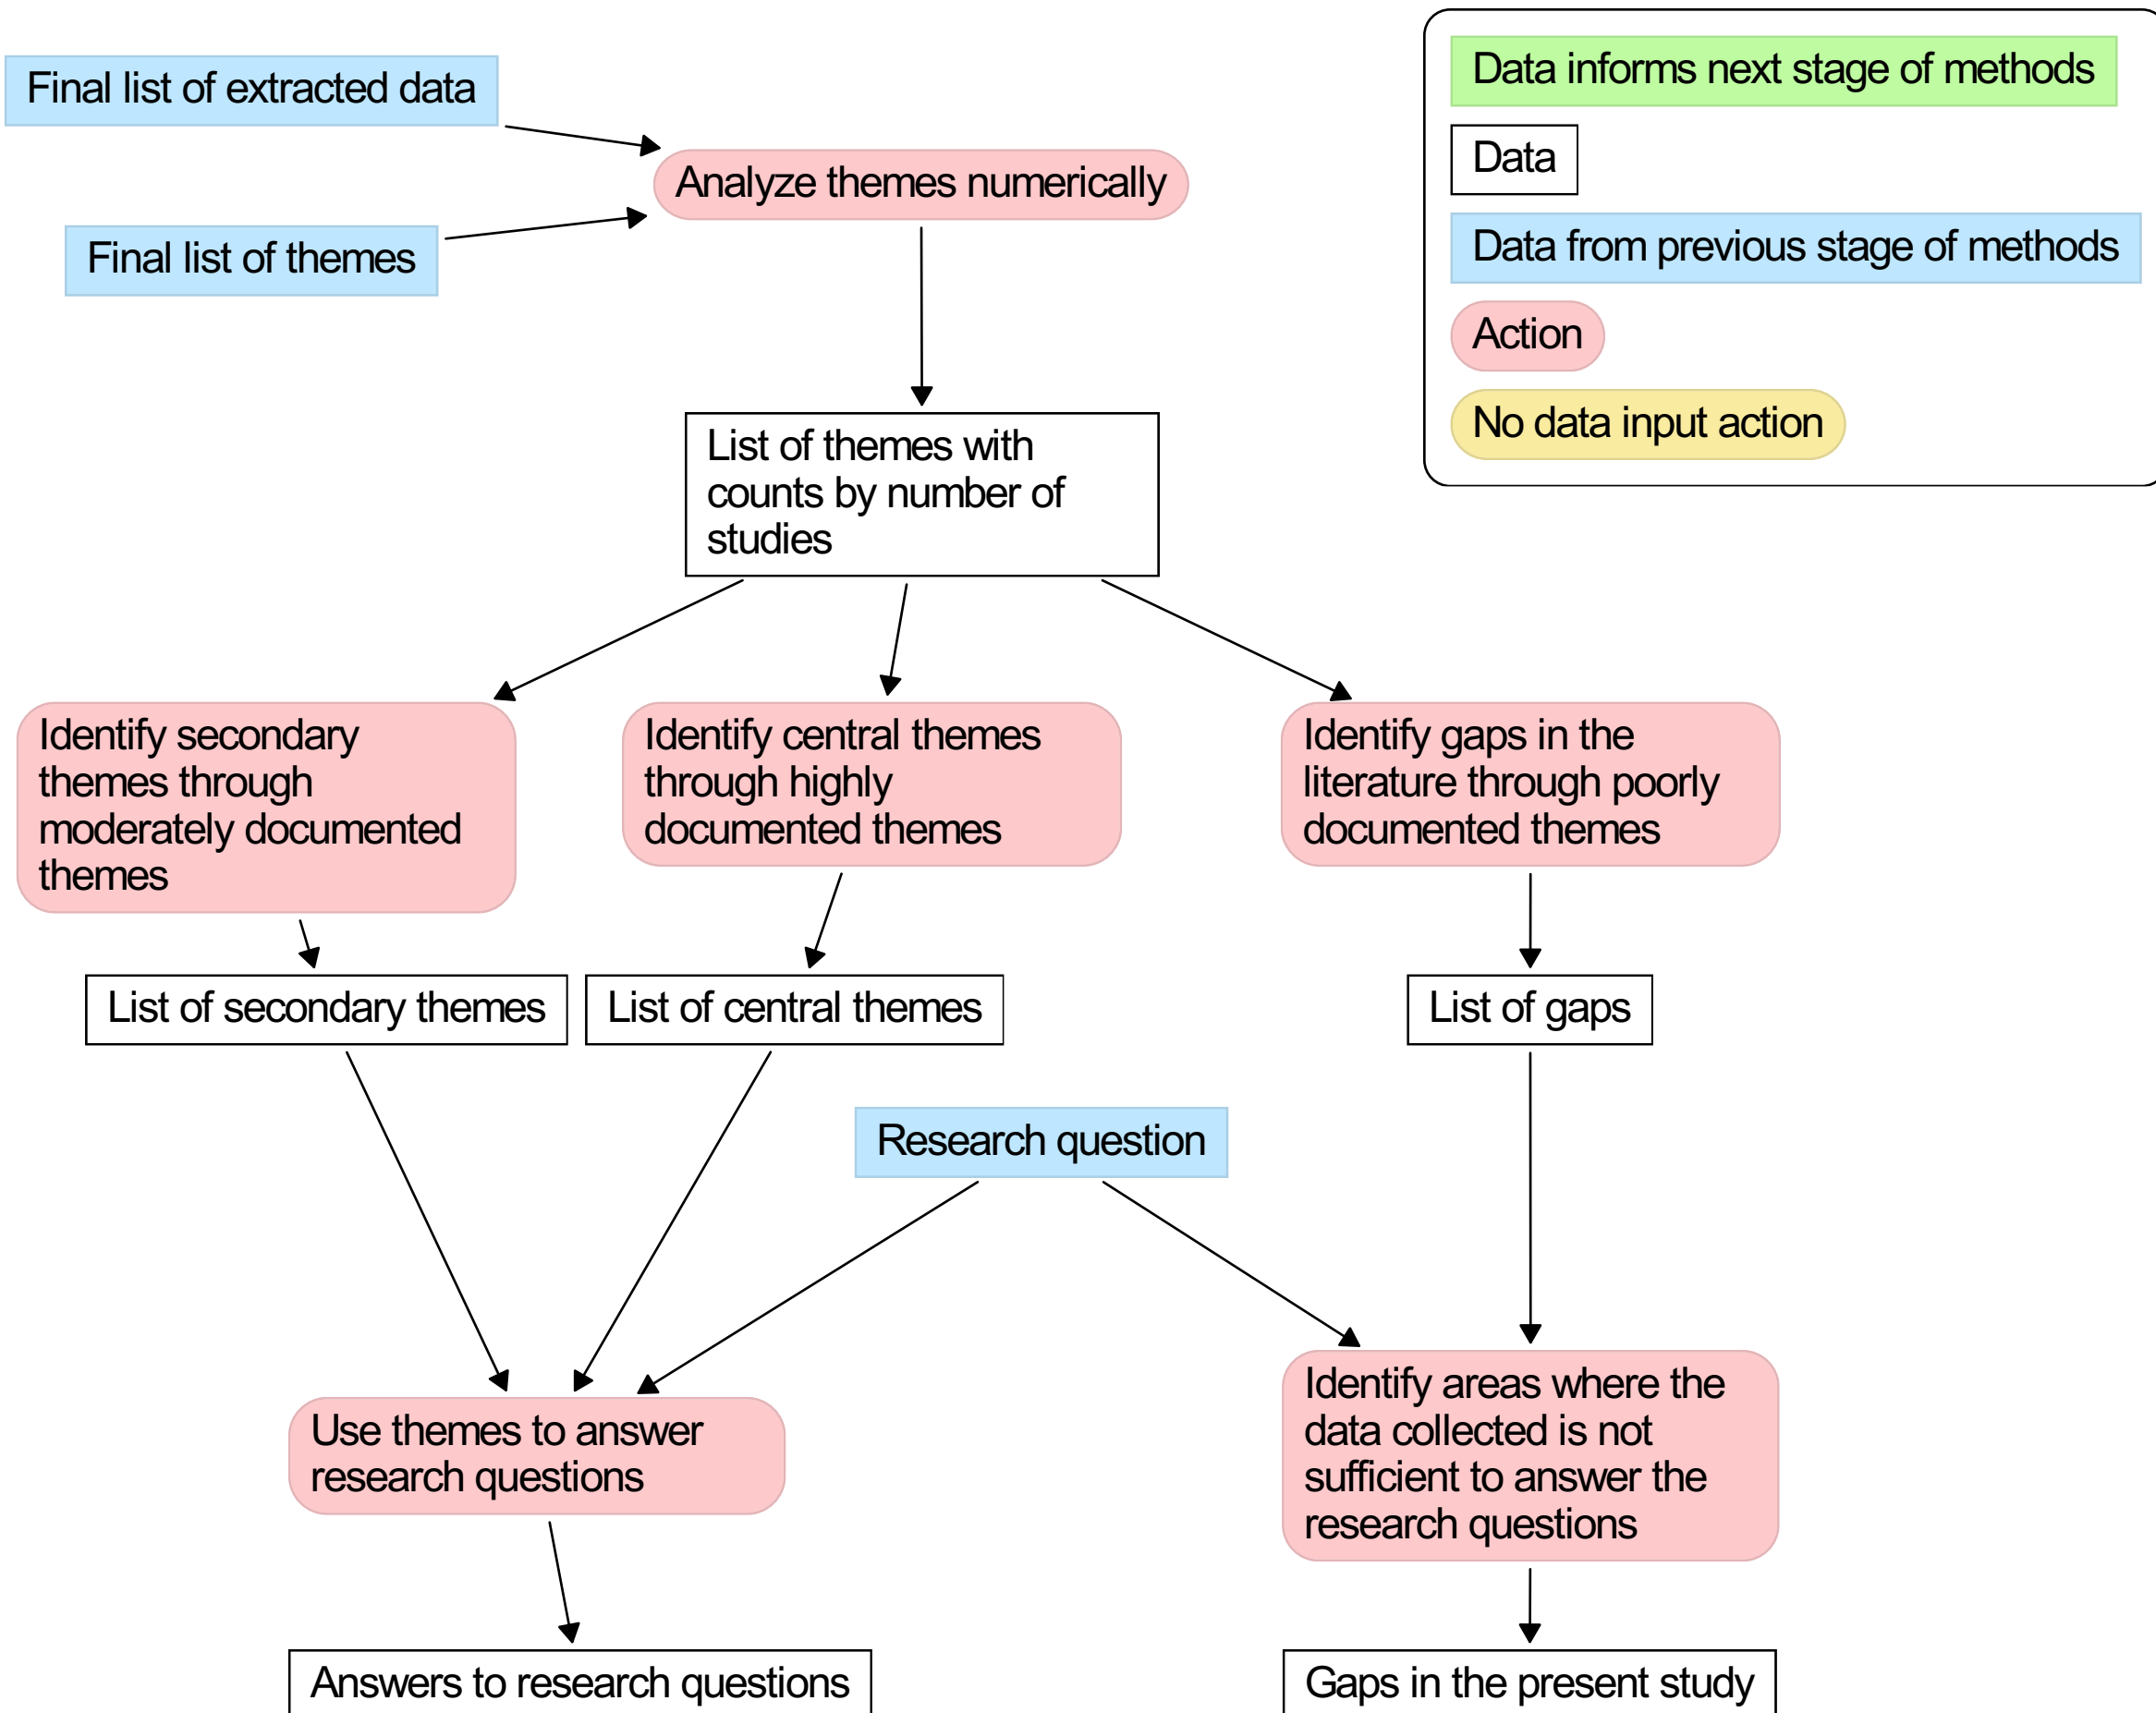 Final list of extracted data
Final list of themes
Analyze themes numerically
Data informs next stage of methods
Data
Data from previous stage of methods
Action
No data input action
List of themes with
counts by number of
studies
Identify secondary
themes through
moderately documented
themes
Identify central themes
through highly
documented themes
Identify gaps in the
literature through poorly
documented themes
List of secondary themes
List of central themes
List of gaps
Research question
Use themes to answer
research questions
Identify areas where the
data collected is not
sufficient to answer the
research questions
Answers to research questions
Gaps in the present study